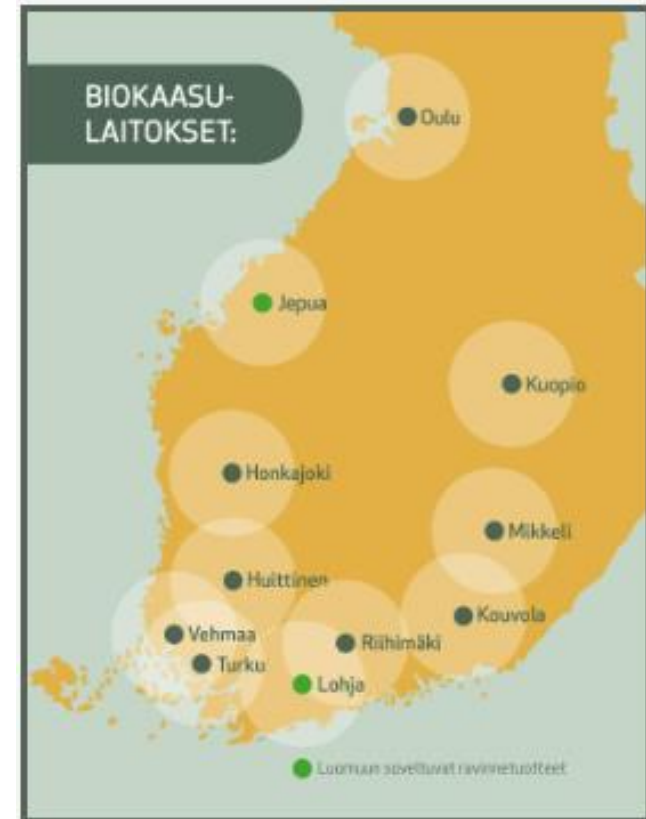 BIOKAASU-
LAITOKSET:
Oulu
Jepua
Kuopio
Honkajoki
Mikkeli
Huittinen
Kouvola
Vehmaa
Riihimäki
Turku
Lohja
Luomuun soveltuvat ravinnetuotteet